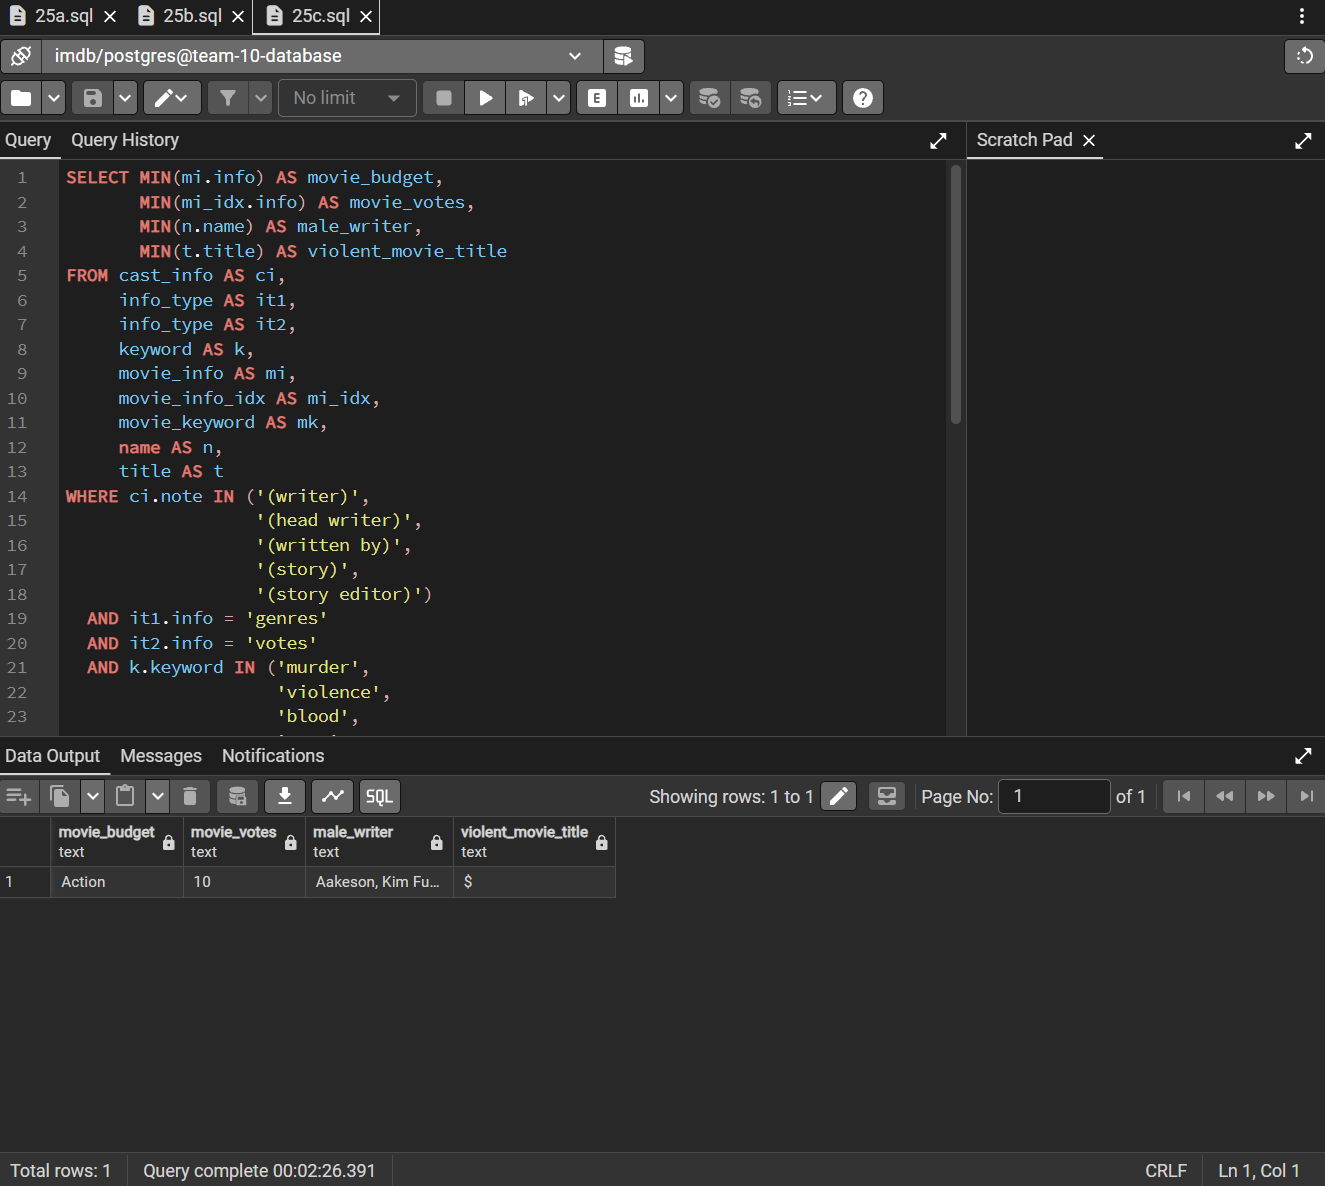 25a.sql 25b.sql 25c.sql
imdb/postgres@team-10-database
No limit
Query Query History
Scratch Pad
1 SELECT MIN(mi.info) AS movie_budget,
2 MIN(mi_idx.info) AS movie_votes,
3 MIN(n.name) AS male_writer,
4 MIN(t.title) AS violent_movie_title
5 FROM cast_info AS ci,
6 info_type AS it1,
7 info_type AS it2,
8 keyword AS k,
9 movie_info AS mi,
10 movie_info_idx AS mi_idx,
11 movie_keyword AS mk,
12 name AS n,
13 title AS t
14 WHERE ci.note IN ('(writer)',
15 '(head writer)',
16 '(written by)',
17 '(story)',
18 '(story editor)')
19 AND it1.info = 'genres'
20 AND it2.info = 'votes'
21 AND k.keyword IN ('murder',
22 'violence',
23 'blood',
Data Output Messages Notifications
SQL Showing rows: 1 to 1 Page No: 1 of 1
movie_budget movie_votes male_writer violent_movie_title
text text text text
1 Action 10 Aakeson, Kim Fu... $
Total rows: 1 Query complete 00:02:26.391 CRLF Ln 1, Col 1